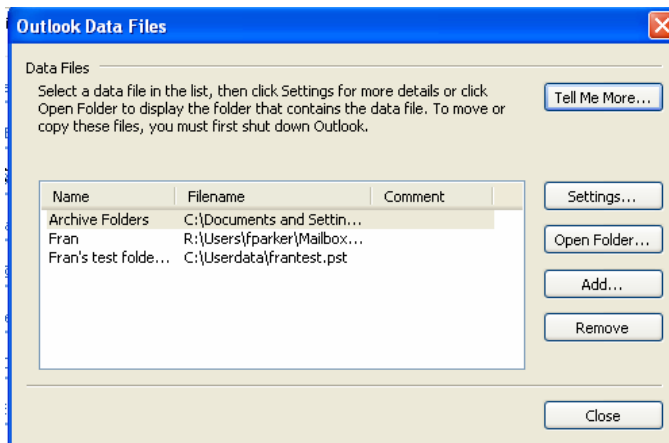 Outlook Data Files
Data Files
Select a data file in the list, then click Settings for more details or click
Open Folder to display the folder that contains the data file. To move or
copy these files, you must first shut down Outlook.
Tell Me More...
Name Filename Comment
Archive Folders C:\Documents and Settin...
Fran R:\Users\fparker\Mailbox...
Fran's test folde... C:\Userdata\frantest.pst
Settings...
Open Folder...
Add...
Remove
Close